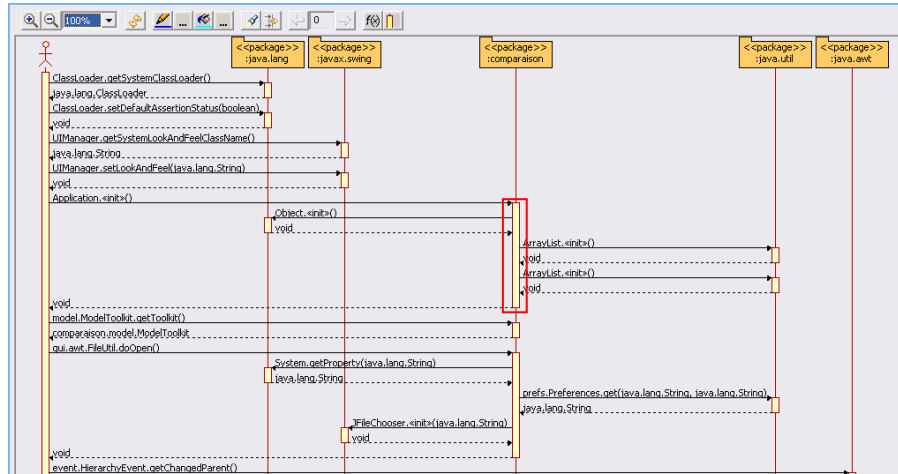 100%
...
...
0
f(x)
<<package>>
:java.lang
<<package>>
:javax.swing
<<package>>
:comparaison
<<package>>
:java.util
<<package>>
:java.awt
ClassLoader.getSystemClassLoader()
java.lang.ClassLoader
ClassLoader.setDefaultAssertionStatus(boolean)
void
UIManager.getSystemLookAndFeelClassName()
java.lang.String
UIManager.setLookAndFeel(java.lang.String)
void
Application.«init»()
Object.«init»()
void
ArrayList.«init»()
void
ArrayList.«init»()
void
void
model.ModelToolkit.getToolkit()
comparaison.model.ModelToolkit
gui.awt.FileUtil.doOpen()
System.getProperty(java.lang.String)
java.lang.String
prefs.Preferences.get(java.lang.String, java.lang.String)
java.lang.String
JFileChooser.«init»(java.lang.String)
void
void
event.HierarchyEvent.getChangedParent()